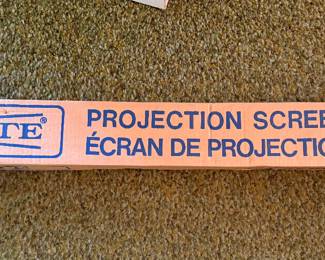 TE®
PROJECTION SCREE
ÉCRAN DE PROJECTIO